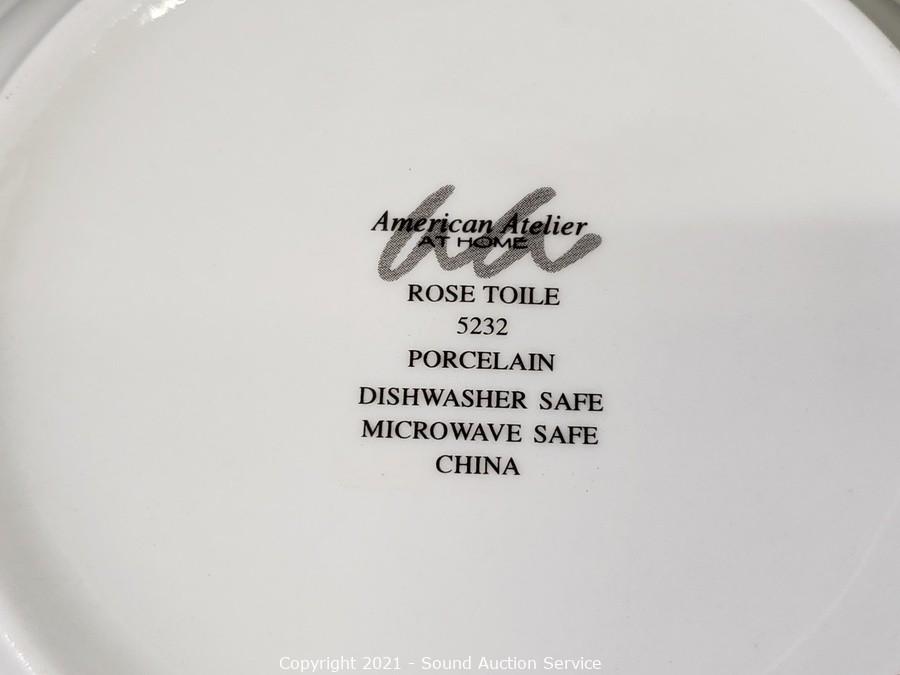 American Atelier
AT HOME
ROSE TOILE
5232
PORCELAIN
DISHWASHER SAFE
MICROWAVE SAFE
CHINA
Copyright 2021 - Sound Auction Service